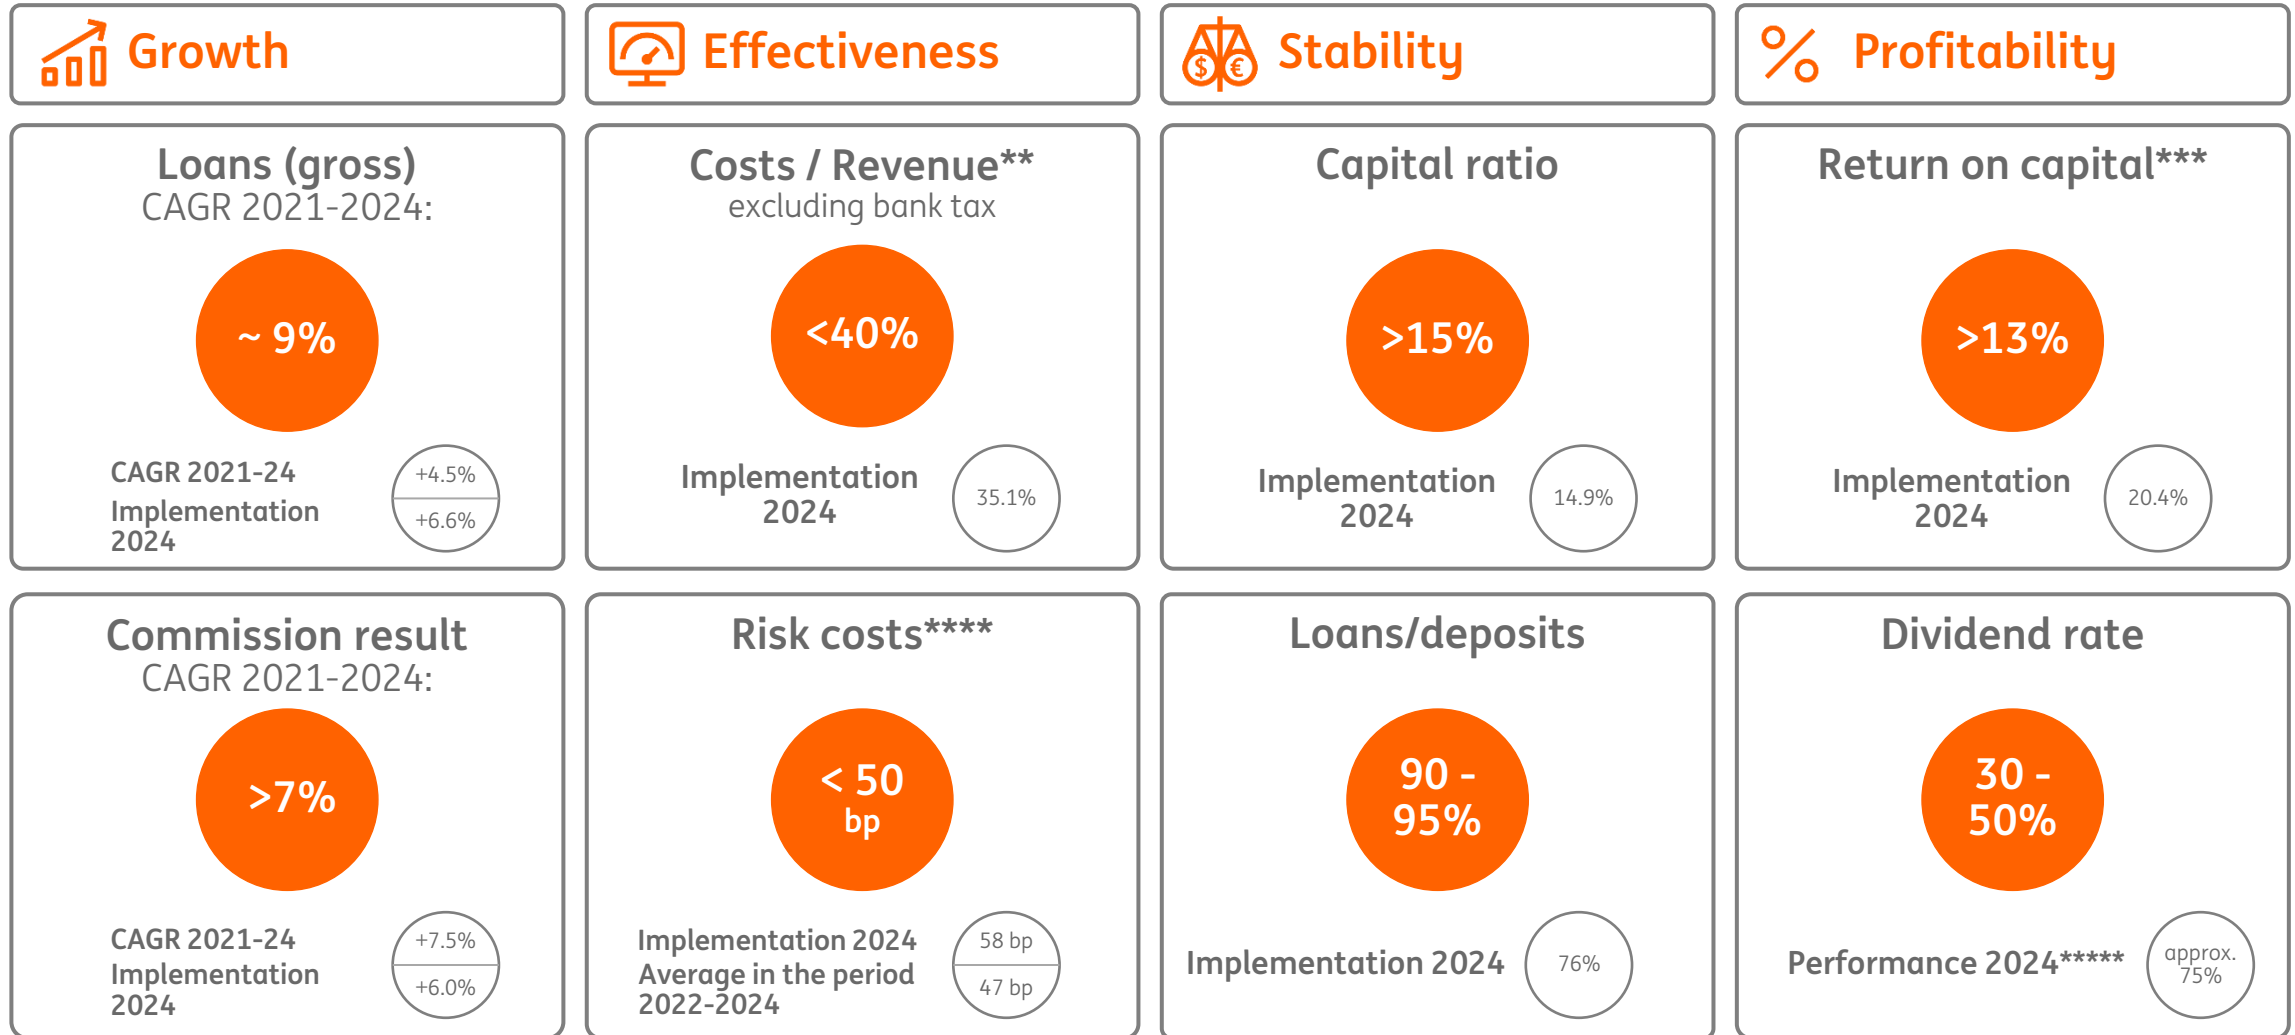 Growth
Effectiveness
$ €
Stability
Profitability
Loans (gross)
CAGR 2021-2024:
~ 9%
CAGR 2021-24
+4.5%
Implementation
2024
+6.6%
Costs / Revenue**
excluding bank tax
<40%
Implementation
2024
35.1%
Capital ratio
>15%
Implementation
2024
14.9%
Return on capital***
>13%
Implementation
2024
20.4%
Commission result
CAGR 2021-2024:
>7%
CAGR 2021-24
+7.5%
Implementation
2024
+6.0%
Risk costs****
< 50
bp
Implementation 2024
58 bp
Average in the period
2022-2024
47 bp
Loans/deposits
90 -
95%
Implementation 2024
76%
Dividend rate
30 -
50%
Performance 2024*****
approx.
75%